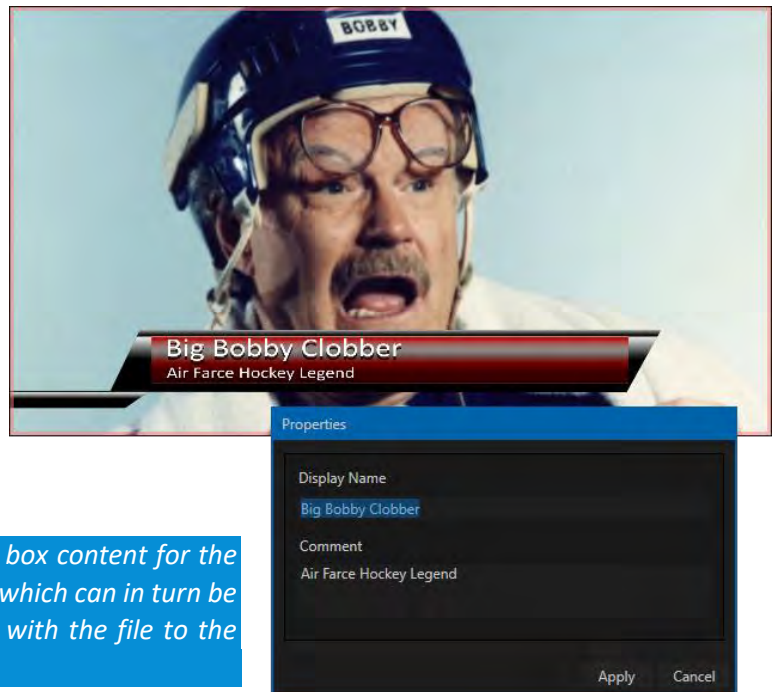 BOBBY
Big Bobby Clobber
Air Farce Hockey Legend
Properties
Display Name
Big Bobby Clobber
Comment
Air Farce Hockey Legend
Apply Cancel
box content for the
which can in turn be
with the file to the